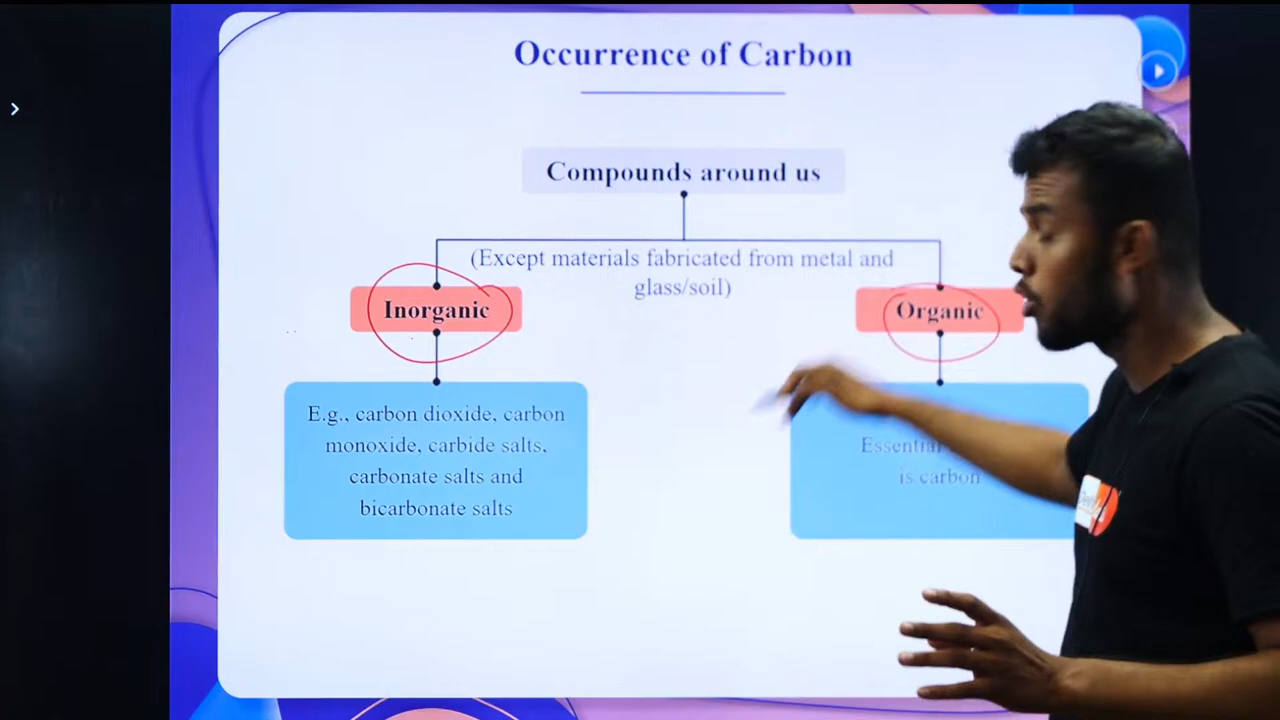 Occurrence of Carbon
Compounds around us
(Except materials fabricated from metal and
glass/soil)
Inorganic
Organic
E.g., carbon dioxide, carbon
monoxide, carbide salts,
carbonate salts and
bicarbonate salts
is carbon